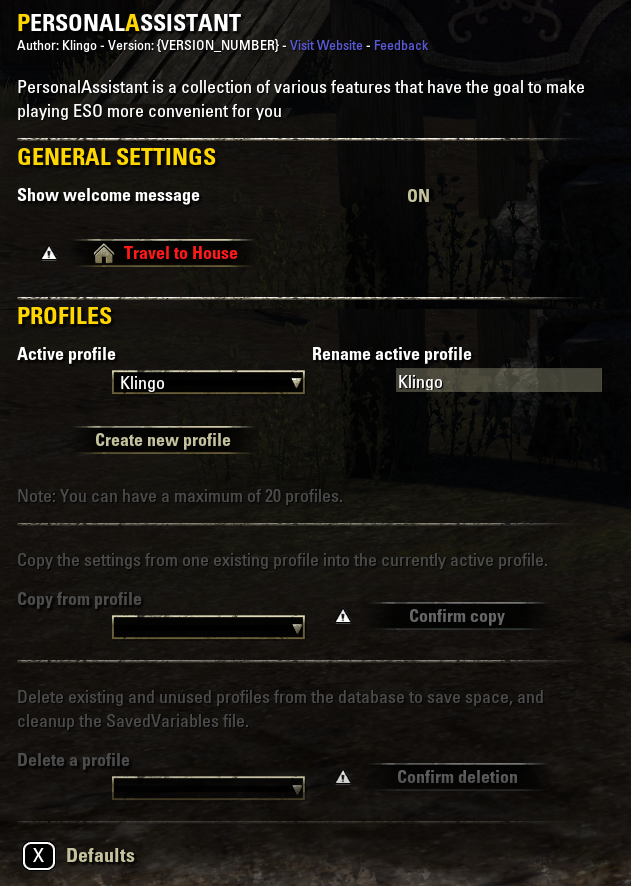 PERSONALASSISTANT
Author: Klingo - Version: {VERSION_NUMBER} - Visit Website - Feedback
PersonalAssistant is a collection of various features that have the goal to make
playing ESO more convenient for you
GENERAL SETTINGS
Show welcome message ON
Travel to House
PROFILES
Active profile Rename active profile
Klingo Klingo
Create new profile
Note: You can have a maximum of 20 profiles.
Copy the settings from one existing profile into the currently active profile.
Copy from profile
Confirm copy
Delete existing and unused profiles from the database to save space, and
cleanup the SavedVariables file.
Delete a profile
Confirm deletion
X Defaults